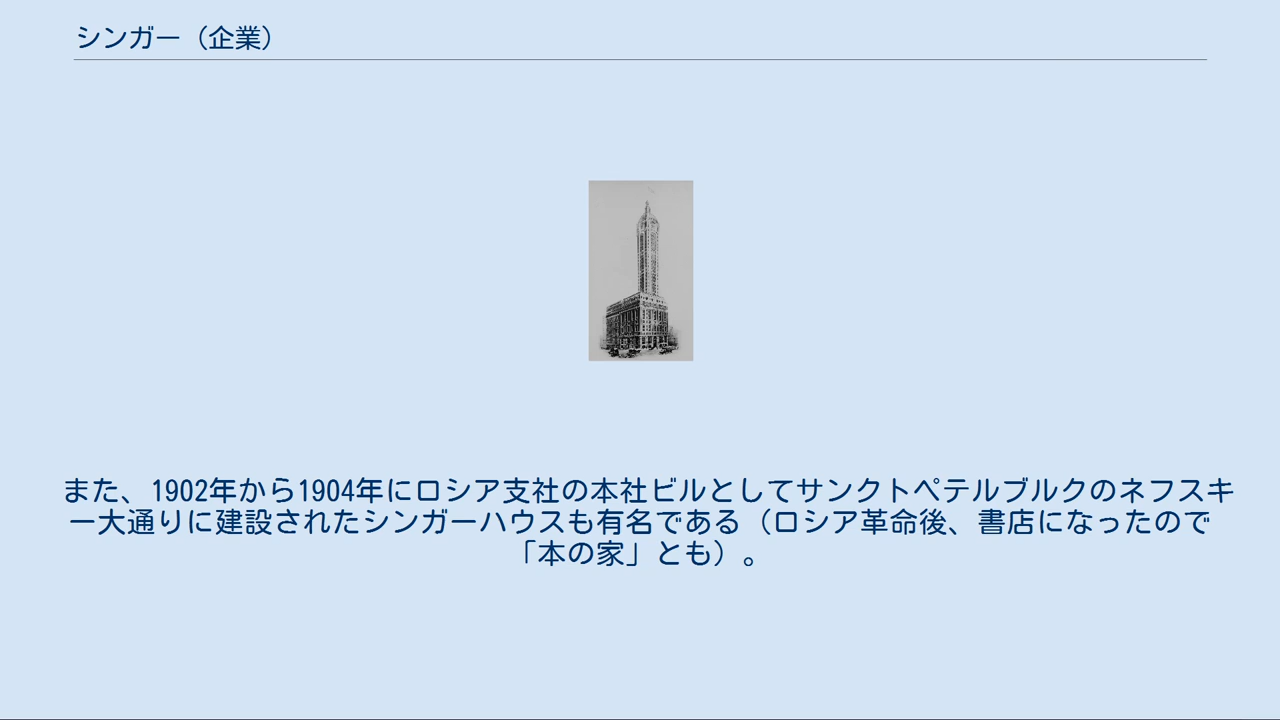 シンガー（企業）
また、1902年から1904年にロシア支社の本社ビルとしてサンクトペテルブルクのネフスキ
ー大通りに建設されたシンガーハウスも有名である（ロシア革命後、書店になったので
「本の家」とも）。